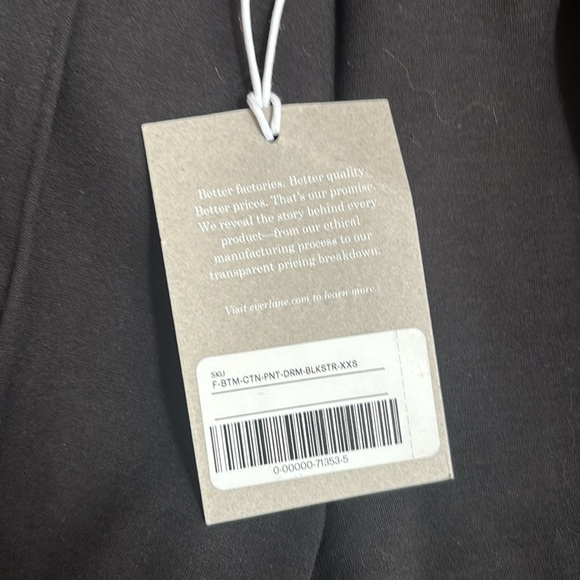 Better factories. Better quality.
Better prices. That's our promise.
We reveal the story behind every
product—from our ethical
manufacturing process to our
transparent pricing breakdown.
Visit everlane.com to learn more.
SKU
F-BTM-CTN-PNT-DRM-BLKSTR-XXS
0-00000-71353-5